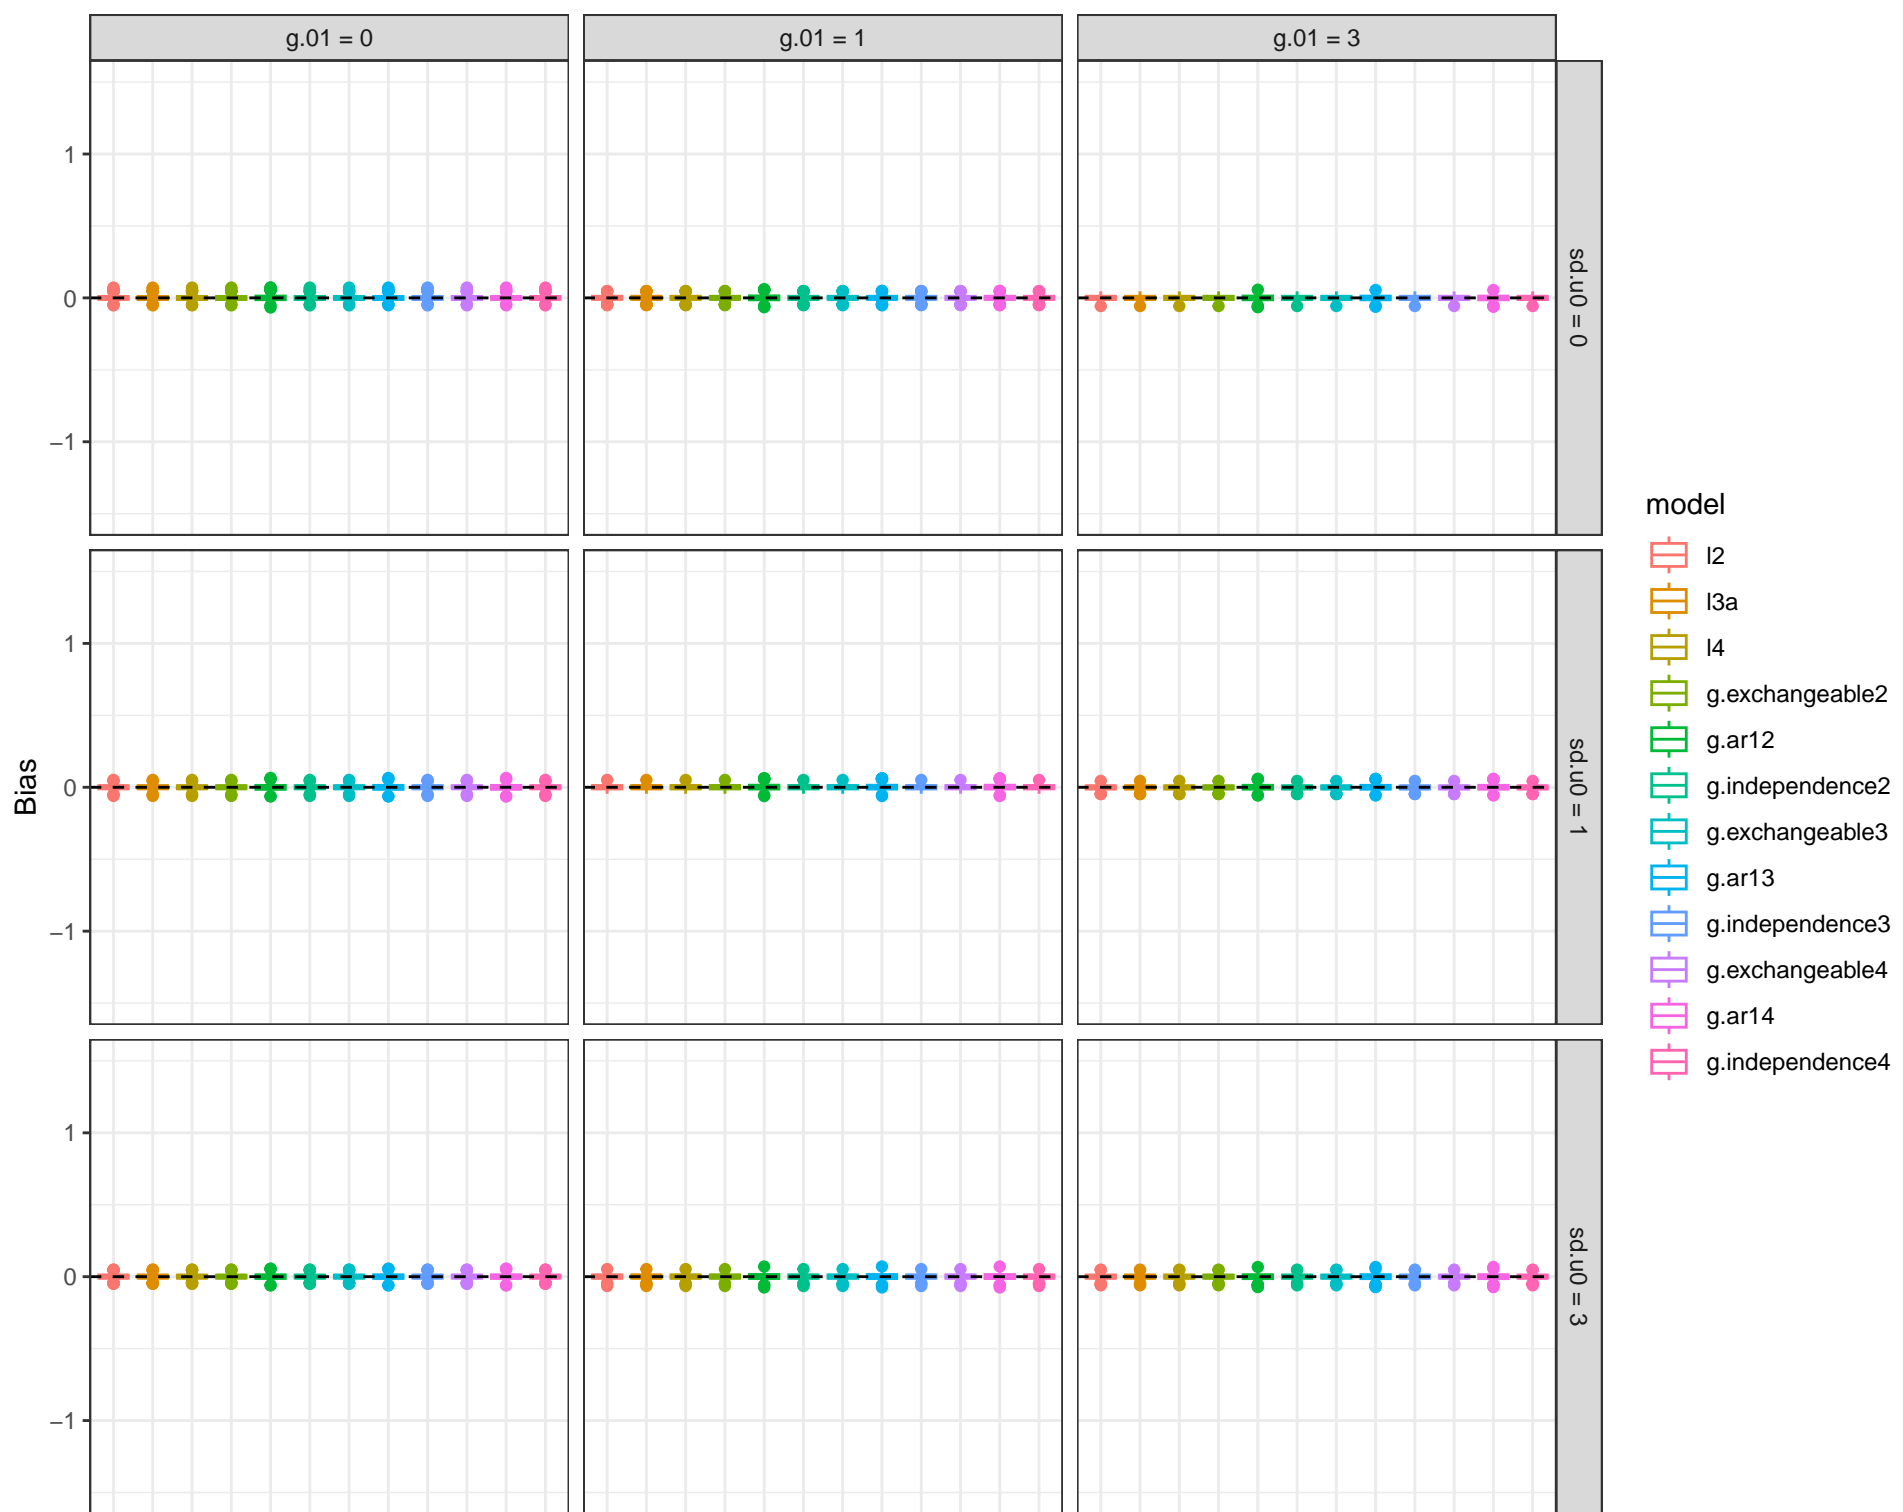 g.01 = 0
g.01 = 1
g.01 = 3
1
0
−1
sd.u0 = 0
1
0
−1
sd.u0 = 1
1
0
−1
sd.u0 = 3
Bias
model
l2
l3a
l4
g.exchangeable2
g.ar12
g.independence2
g.exchangeable3
g.ar13
g.independence3
g.exchangeable4
g.ar14
g.independence4